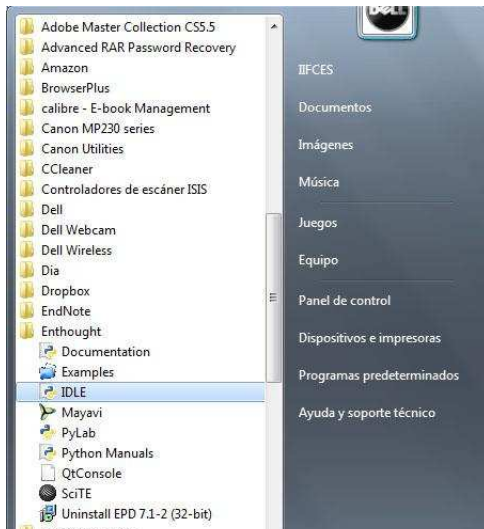 Adobe Master Collection CS5.5
Advanced RAR Password Recovery
Amazon
BrowserPlus
calibre - E-book Management
Canon MP230 series
Canon Utilities
CCleaner
Controladores de escáner ISIS
Dell
Dell Webcam
Dell Wireless
Dia
Dropbox
EndNote
Enthought
Documentation
Examples
IDLE
Mayavi
PyLab
Python Manuals
QtConsole
SciTE
Uninstall EPD 7.1-2 (32-bit)
DELL
IIFCES
Documentos
Imágenes
Música
Juegos
Equipo
Panel de control
Dispositivos e impresoras
Programas predeterminados
Ayuda y soporte técnico